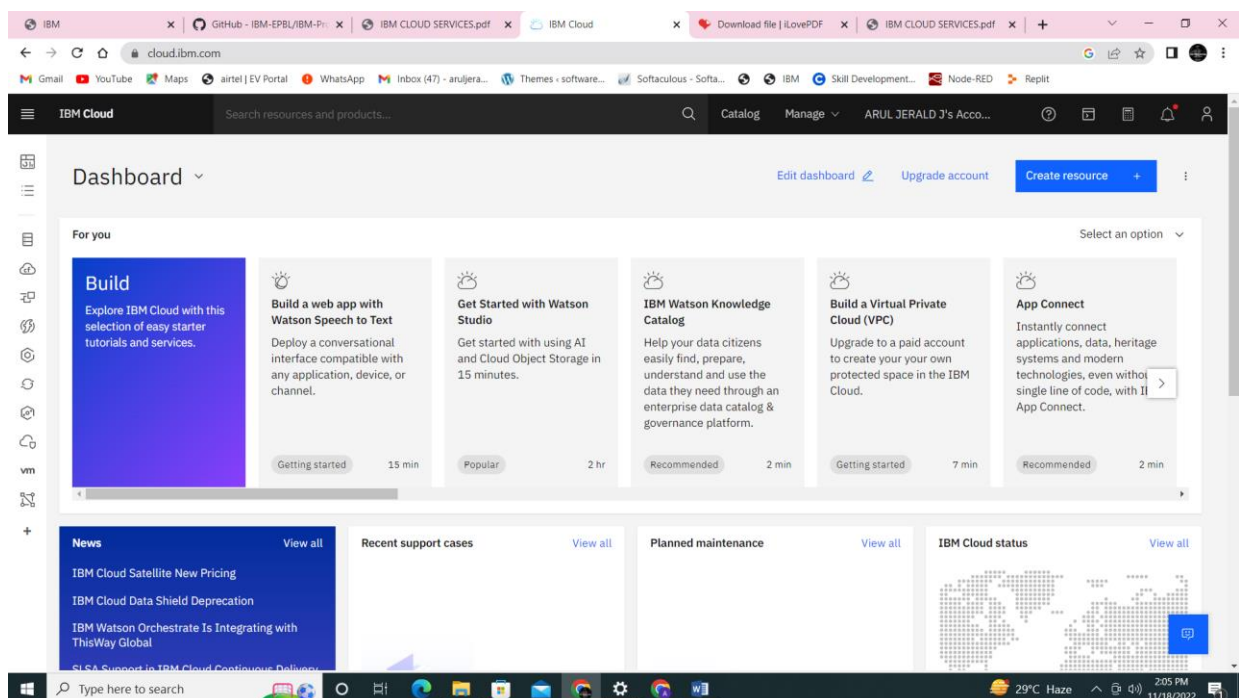 IBM
GitHub - IBM-EPBL/IBM-Pro
IBM CLOUD SERVICES.pdf
IBM Cloud
Download file | iLovePDF
IBM CLOUD SERVICES.pdf
cloud.ibm.com
Gmail
YouTube
Maps
airtel | EV Portal
WhatsApp
Inbox (47) - aruljera...
Themes ‹ software...
Softaculous - Softa...
IBM
Skill Development...
Node-RED
Replit
IBM Cloud
Search resources and products...
Catalog
Manage
ARUL JERALD J's Acco...
Dashboard
Edit dashboard
Upgrade account
Create resource +
For you
Select an option
Build
Explore IBM Cloud with this
selection of easy starter
tutorials and services.
Build a web app with
Watson Speech to Text
Deploy a conversational
interface compatible with
any application, device, or
channel.
Getting started 15 min
Get Started with Watson
Studio
Get started with using AI
and Cloud Object Storage in
15 minutes.
Popular 2 hr
IBM Watson Knowledge
Catalog
Help your data citizens
easily find, prepare,
understand and use the
data they need through an
enterprise data catalog &
governance platform.
Recommended 2 min
Build a Virtual Private
Cloud (VPC)
Upgrade to a paid account
to create your your own
protected space in the IBM
Cloud.
Getting started 7 min
App Connect
Instantly connect
applications, data, heritage
systems and modern
technologies, even
single line of code, with
App Connect.
Recommended 2 min
vm
News View all
IBM Cloud Satellite New Pricing
IBM Cloud Data Shield Deprecation
IBM Watson Orchestrate Is Integrating with
ThisWay Global
SLSA Support in IBM Cloud Continuous Delivery
Recent support cases View all
Planned maintenance View all
IBM Cloud status View all
Type here to search
29°C Haze
2:05 PM
11/18/2022